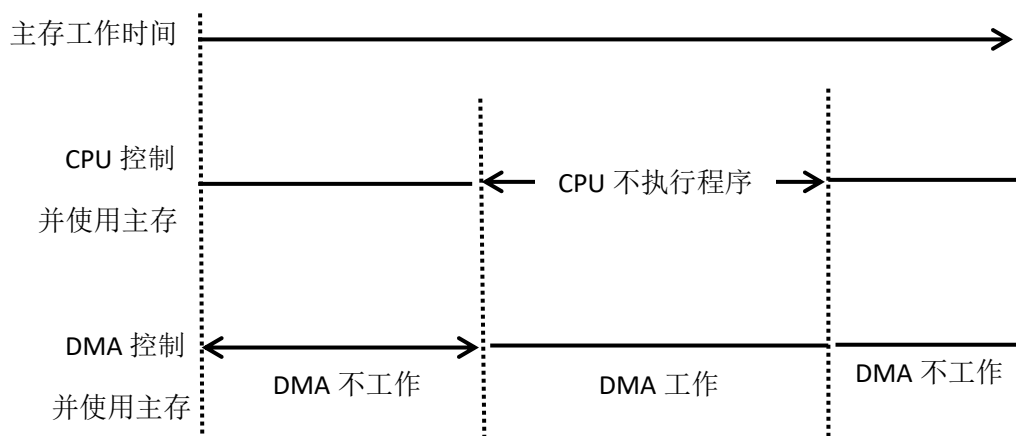 主存工作时间
CPU 控制
并使用主存
CPU 不执行程序
DMA 控制
并使用主存
DMA 不工作
DMA 工作
DMA 不工作